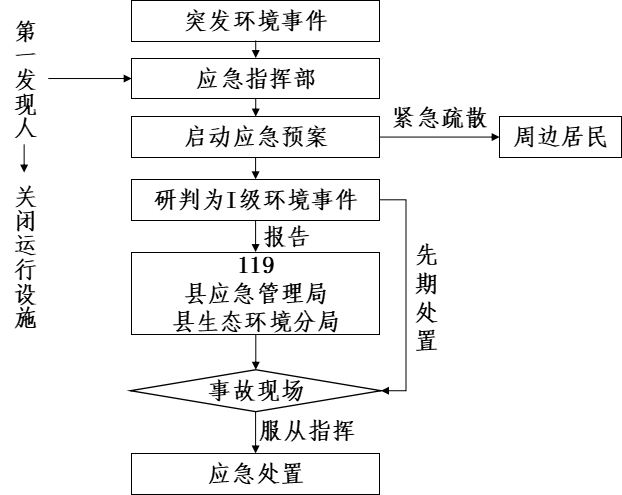 突发环境事件
第一发现人
应急指挥部
启动应急预案
紧急疏散
周边居民
关闭运行设施
研判为I级环境事件
报告
先期处置
119
县应急管理局
县生态环境分局
事故现场
服从指挥
应急处置